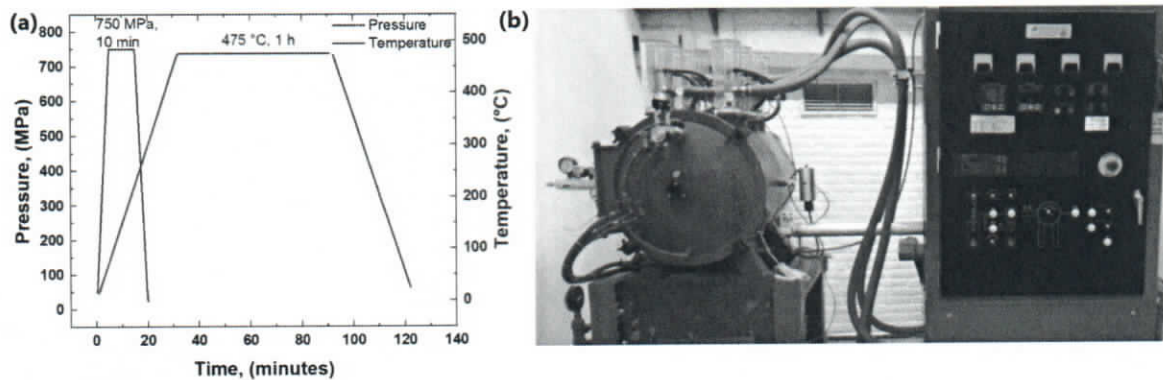 (a)
750 MPa,
10 min
475 °C, 1 h
Pressure
Temperature
800
700
600
500
400
300
200
100
0
Pressure, (MPa)
500
400
300
200
100
0
Temperature, (°C)
0 20 40 60 80 100 120 140
Time, (minutes)
(b)